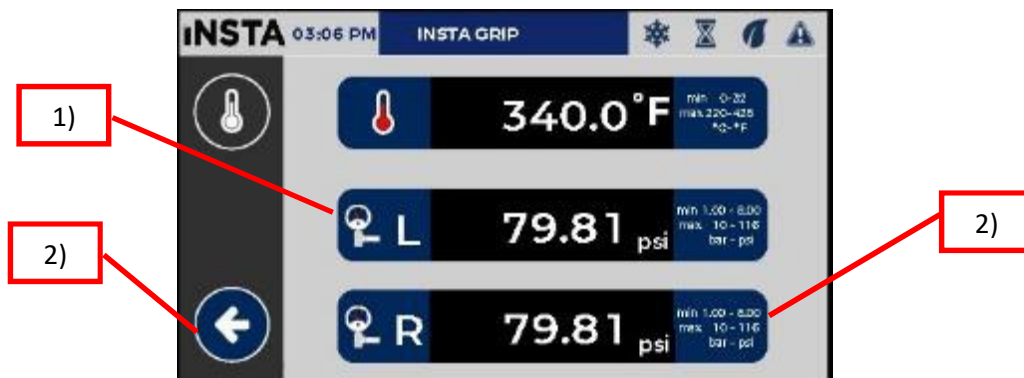 iNSTA 03:06 PM INSTA GRIP
1)
340.0°F
min 0-32
max 220-428
°C-°F
L 79.81 psi
min 1.00 - 8.00
max 10 - 116
bar - psi
2)
2)
R 79.81 psi
min 1.00 - 8.00
max 10 - 116
bar - psi